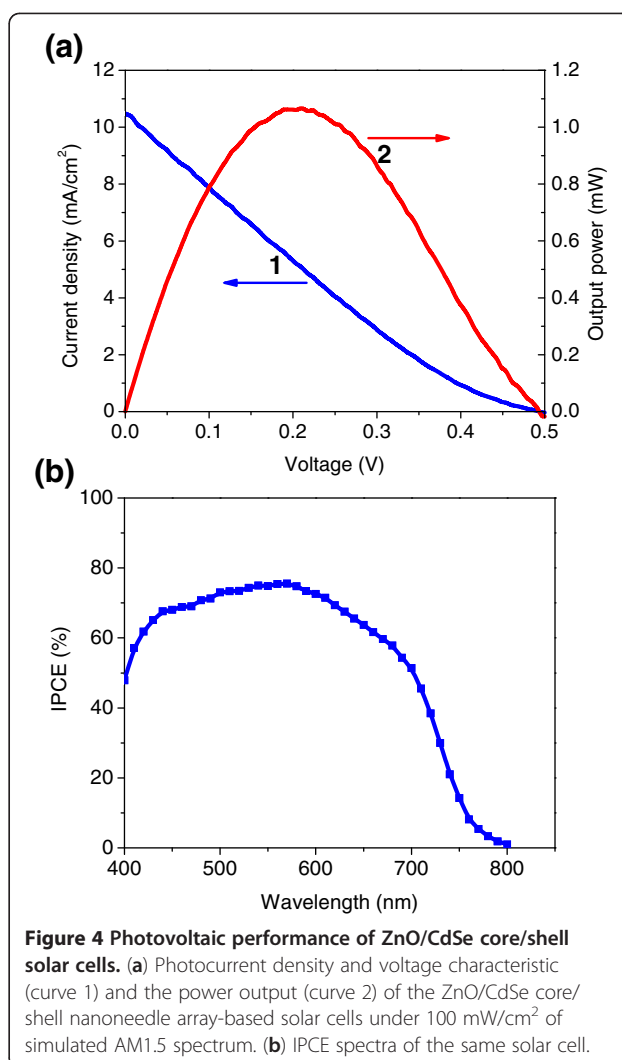 (a)
12
10
8
6
4
2
0
Current density (mA/cm²)
1.2
1.0
0.8
0.6
0.4
0.2
0.0
Output power (mW)
1
2
0.0 0.1 0.2 0.3 0.4 0.5
Voltage (V)
(b)
100
80
60
40
20
0
IPCE (%)
400 500 600 700 800
Wavelength (nm)
Figure 4 Photovoltaic performance of ZnO/CdSe core/shell
solar cells. (a) Photocurrent density and voltage characteristic
(curve 1) and the power output (curve 2) of the ZnO/CdSe core/
shell nanoneedle array-based solar cells under 100 mW/cm² of
simulated AM1.5 spectrum. (b) IPCE spectra of the same solar cell.